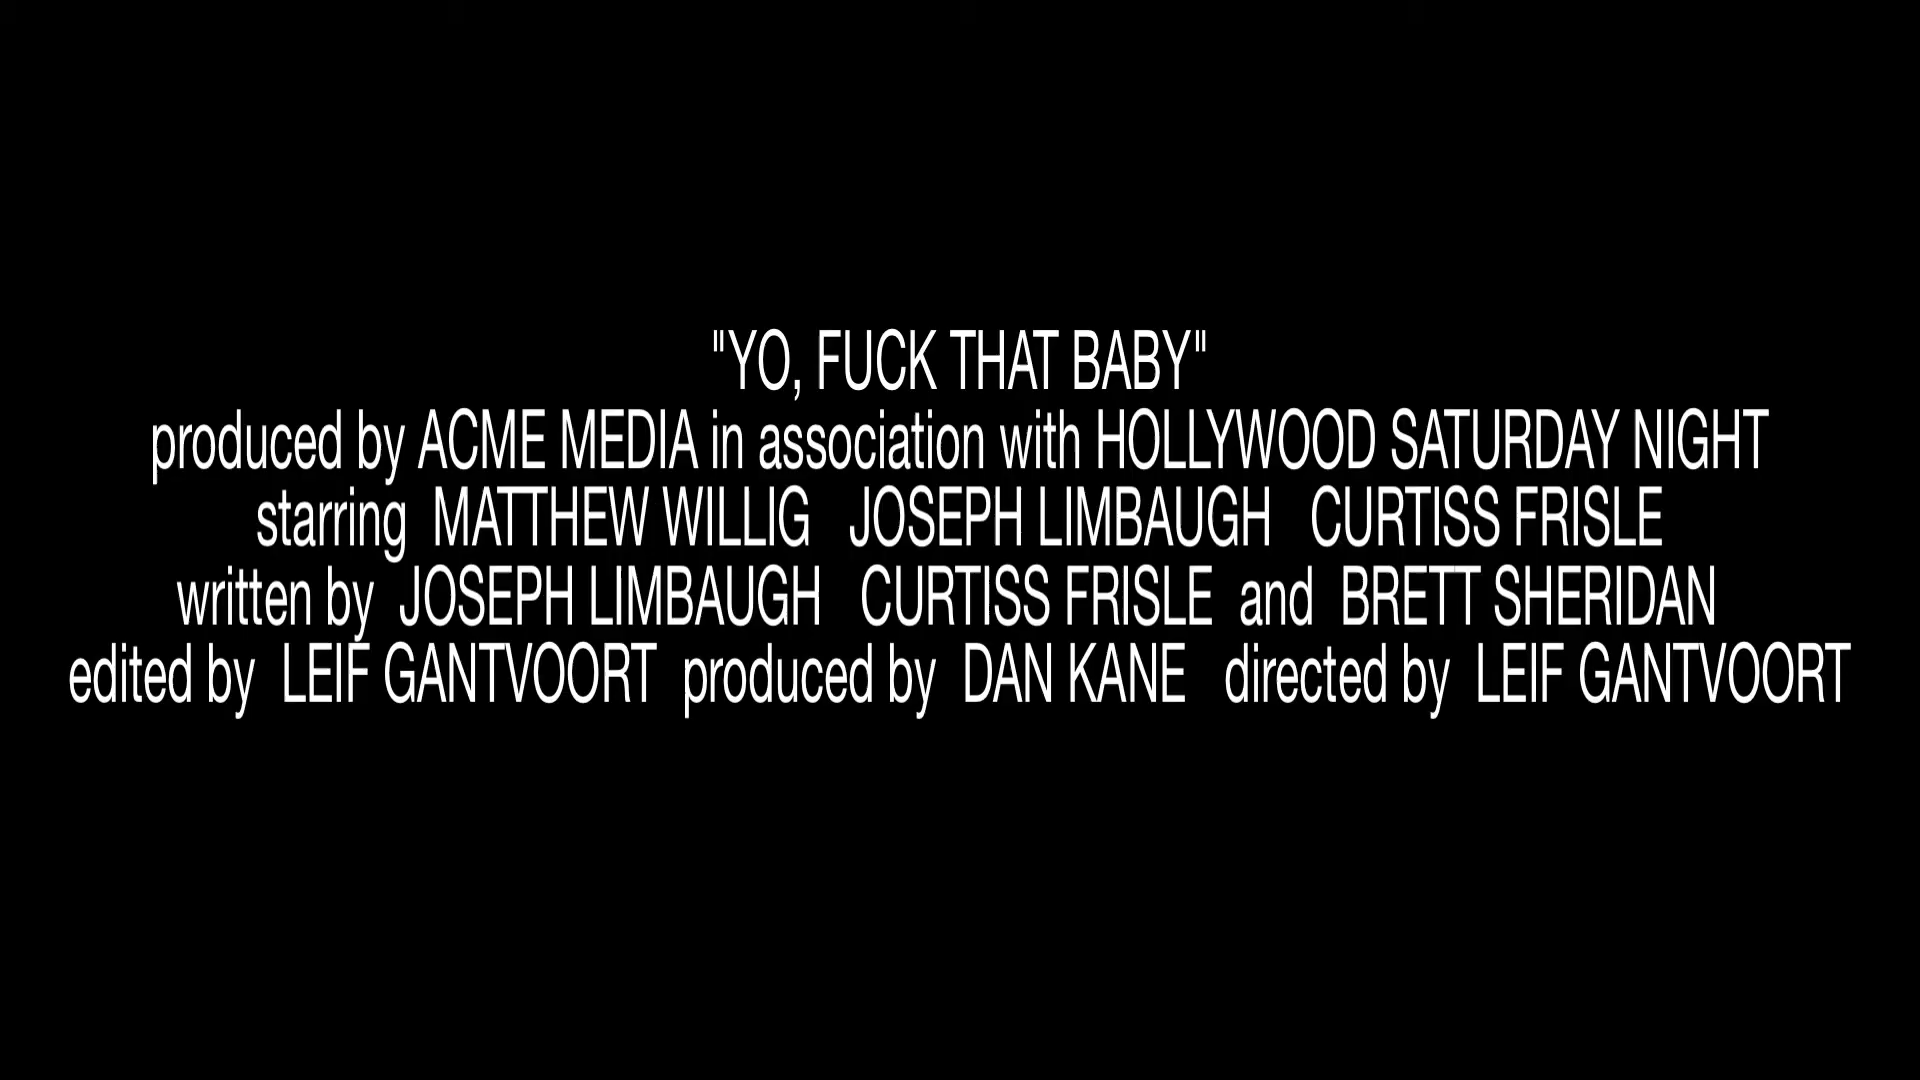 "YO, FUCK THAT BABY"
produced by ACME MEDIA in association with HOLLYWOOD SATURDAY NIGHT
starring MATTHEW WILLIG JOSEPH LIMBAUGH CURTISS FRISLE
written by JOSEPH LIMBAUGH CURTISS FRISLE and BRETT SHERIDAN
edited by LEIF GANTVOORT produced by DAN KANE directed by LEIF GANTVOORT